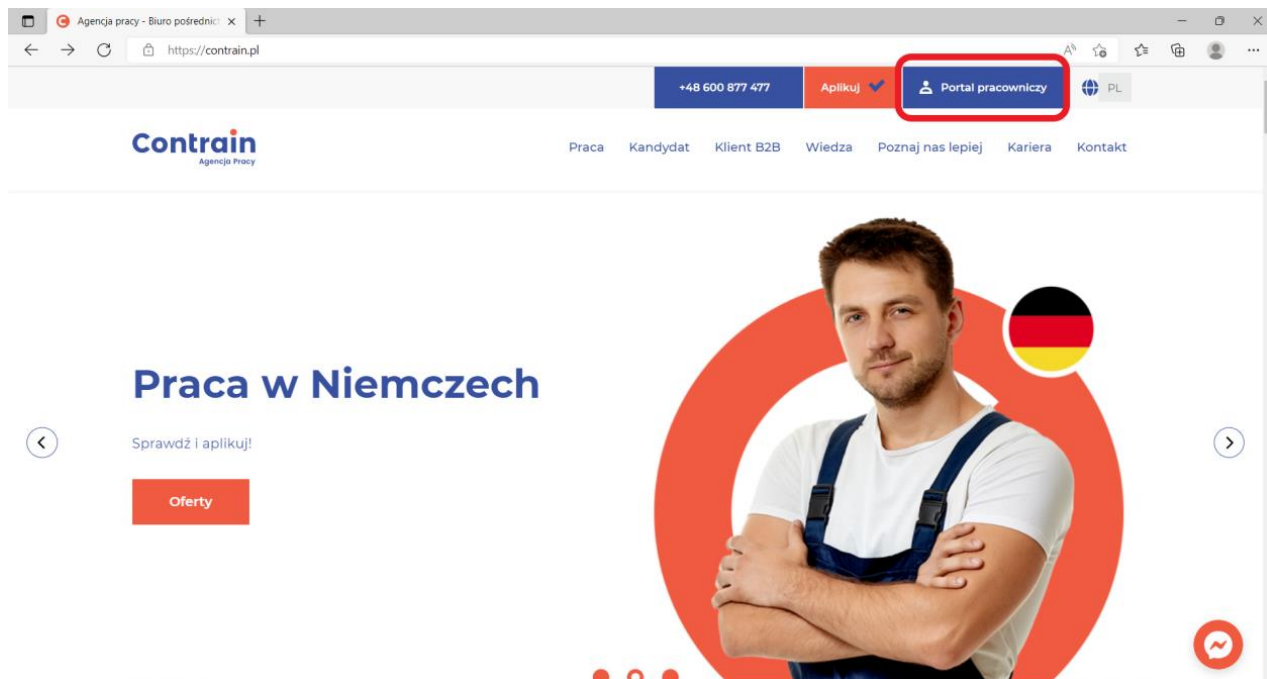 Agencja pracy - Biuro pośrednic
https://contrain.pl
+48 600 877 477 Aplikuj Portal pracowniczy PL
Contrain
Agencja Pracy
Praca Kandydat Klient B2B Wiedza Poznaj nas lepiej Kariera Kontakt
Praca w Niemczech
Sprawdź i aplikuj!
Oferty